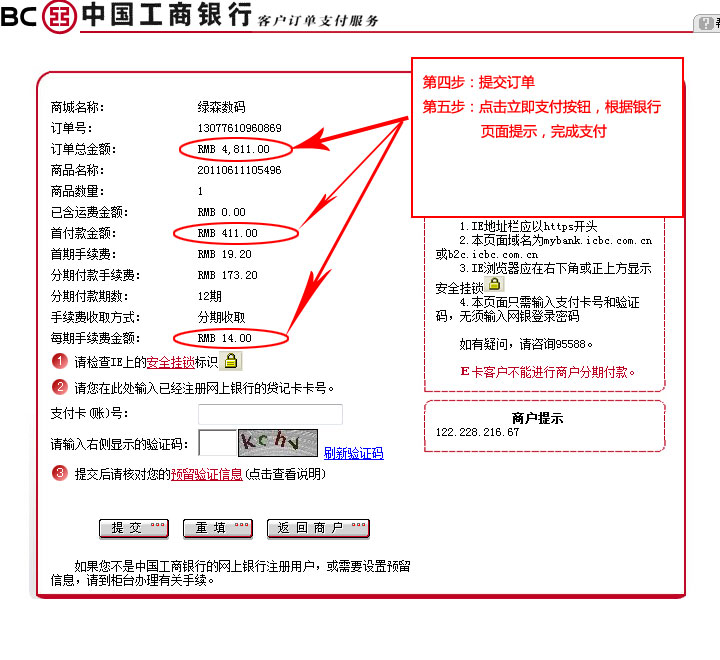 BC 中国工商银行 客户订单支付服务
第四步：提交订单
第五步：点击立即支付按钮，根据银行
页面提示，完成支付
商城名称： 绿森数码
订单号： 13077610960869
订单总金额： RMB 4,811.00
商品名称： 20110611105496
商品数量： 1
已含运费金额： RMB 0.00
首付款金额： RMB 411.00
首期手续费： RMB 19.20
分期付款手续费： RMB 173.20
分期付款期数： 12期
手续费收取方式： 分期收取
每期手续费金额： RMB 14.00
1 请检查IE上的安全挂锁标识
2 请您在此处输入已经注册网上银行的贷记卡卡号。
支付卡(账)号：
请输入右侧显示的验证码： kchv 刷新验证码
3 提交后请核对您的预留验证信息(点击查看说明)
提 交 重 填 返 回 商 户
如果您不是中国工商银行的网上银行注册用户，或需要设置预留
信息，请到柜台办理有关手续。
1.IE地址栏应以https开头
2.本页面域名为mybank.icbc.com.cn
或b2c.icbc.com.cn
3.IE浏览器应在右下角或正上方显示
安全挂锁
4.本页面只需输入支付卡号和验证
码，无须输入网银登录密码
如有疑问，请咨询95588。
E卡客户不能进行商户分期付款。
商户提示
122.228.216.67